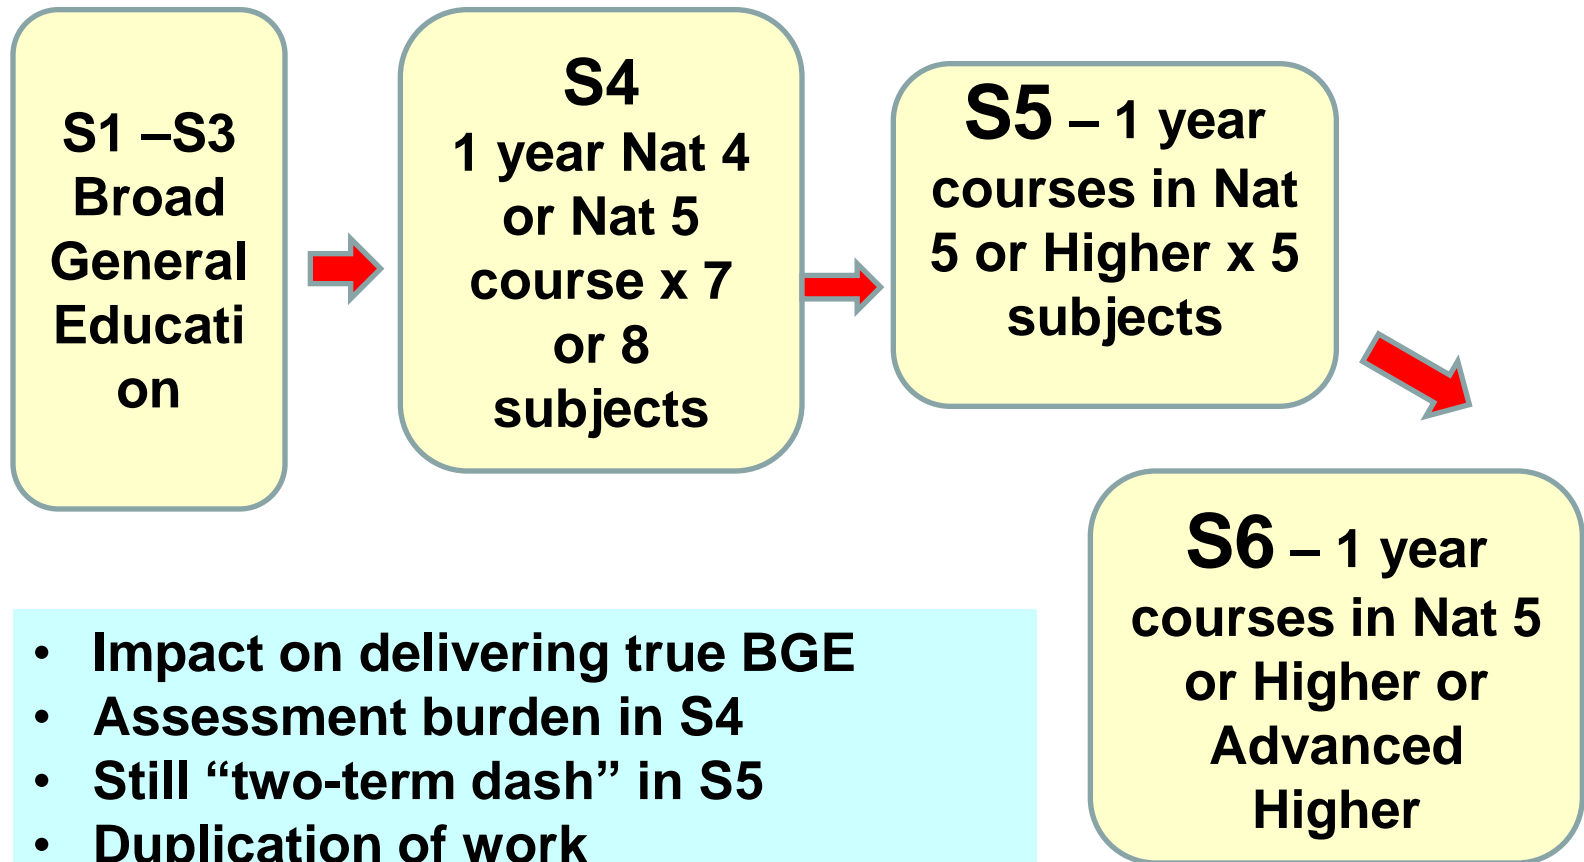 S1 –S3
Broad
General
Educati
on
S4
1 year Nat 4
or Nat 5
course x 7
or 8
subjects
S5 – 1 year
courses in Nat
5 or Higher x 5
subjects
S6 – 1 year
courses in Nat 5
or Higher or
Advanced
Higher
• Impact on delivering true BGE
• Assessment burden in S4
• Still “two-term dash” in S5
• Duplication of work